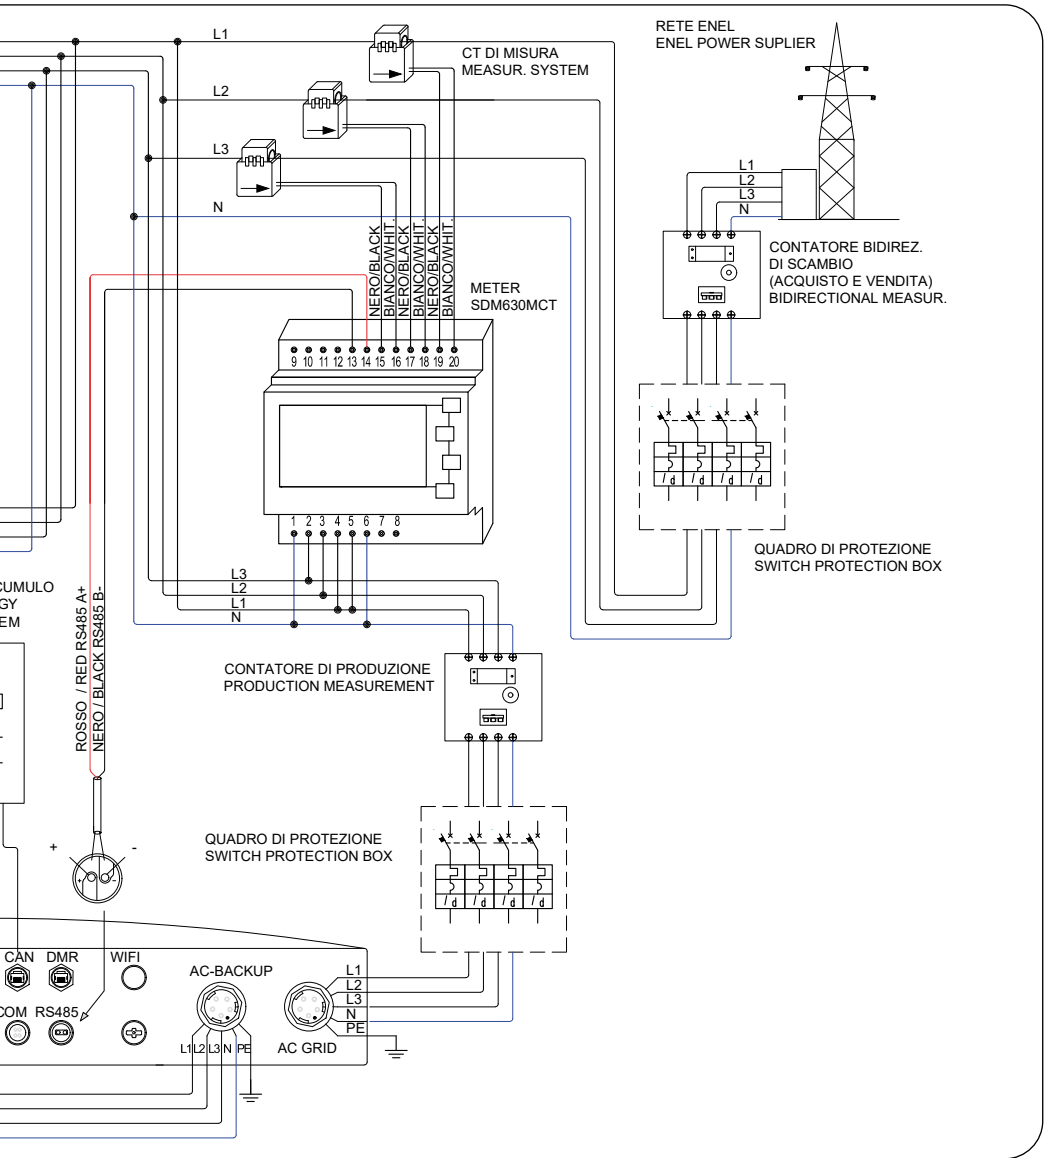 RETE ENEL
ENEL POWER SUPLIER
L1
CT DI MISURA
MEASUR. SYSTEM
L2
L3
N
L1
L2
L3
N
CONTATORE BIDIREZ.
DI SCAMBIO
(ACQUISTO E VENDITA)
BIDIRECTIONAL MEASUR.
NERO/BLACK
BIANCO/WHIT.
NERO/BLACK
BIANCO/WHIT.
NERO/BLACK
BIANCO/WHIT.
METER
SDM630MCT
9 10 11 12 13 14 15 16 17 18 19 20
I d I d I d I d
1 2 3 4 5 6 7 8
QUADRO DI PROTEZIONE
SWITCH PROTECTION BOX
L3
L2
L1
N
CUMULO
GY
EM
ROSSO / RED RS485 A+
NERO / BLACK RS485 B-
CONTATORE DI PRODUZIONE
PRODUCTION MEASUREMENT
QUADRO DI PROTEZIONE
SWITCH PROTECTION BOX
+ -
+ -
I d I d I d I d
CAN DMR WIFI
AC-BACKUP
L1
L2
L3
N
PE
COM RS485
L1 L2 L3 N PE
AC GRID